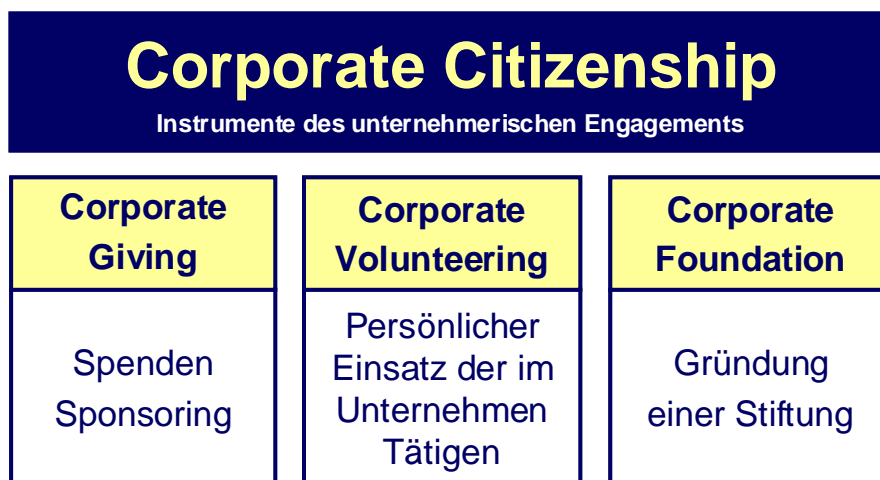 Corporate Citizenship
Instrumente des unternehmerischen Engagements
Corporate
Giving
Spenden
Sponsoring
Corporate
Volunteering
Persönlicher
Einsatz der im
Unternehmen
Tätigen
Corporate
Foundation
Gründung
einer Stiftung